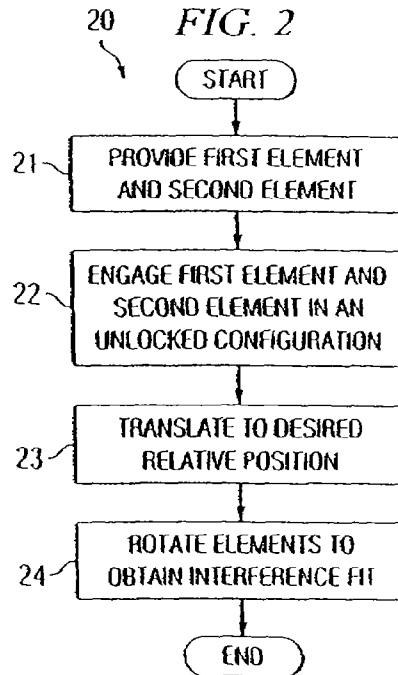 20 FIG. 2
START
21 PROVIDE FIRST ELEMENT
AND SECOND ELEMENT
22 ENGAGE FIRST ELEMENT AND
SECOND ELEMENT IN AN
UNLOCKED CONFIGURATION
23 TRANSLATE TO DESIRED
RELATIVE POSITION
24 ROTATE ELEMENTS TO
OBTAIN INTERFERENCE FIT
END